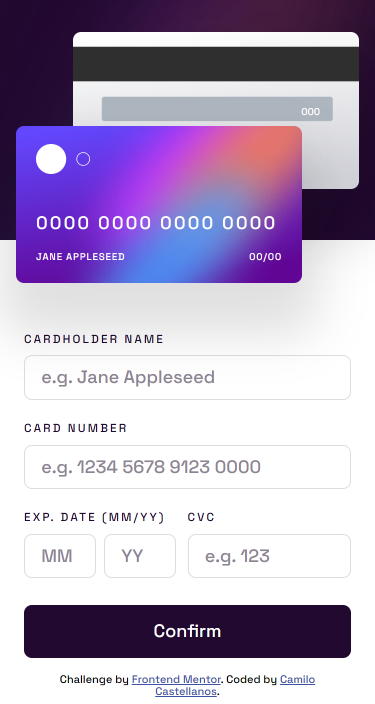 000
0000 0000 0000 0000
JANE APPLESEED 00/00
CARDHOLDER NAME
e.g. Jane Appleseed
CARD NUMBER
e.g. 1234 5678 9123 0000
EXP. DATE (MM/YY) CVC
MM YY e.g. 123
Confirm
Challenge by Frontend Mentor. Coded by Camilo
Castellanos.